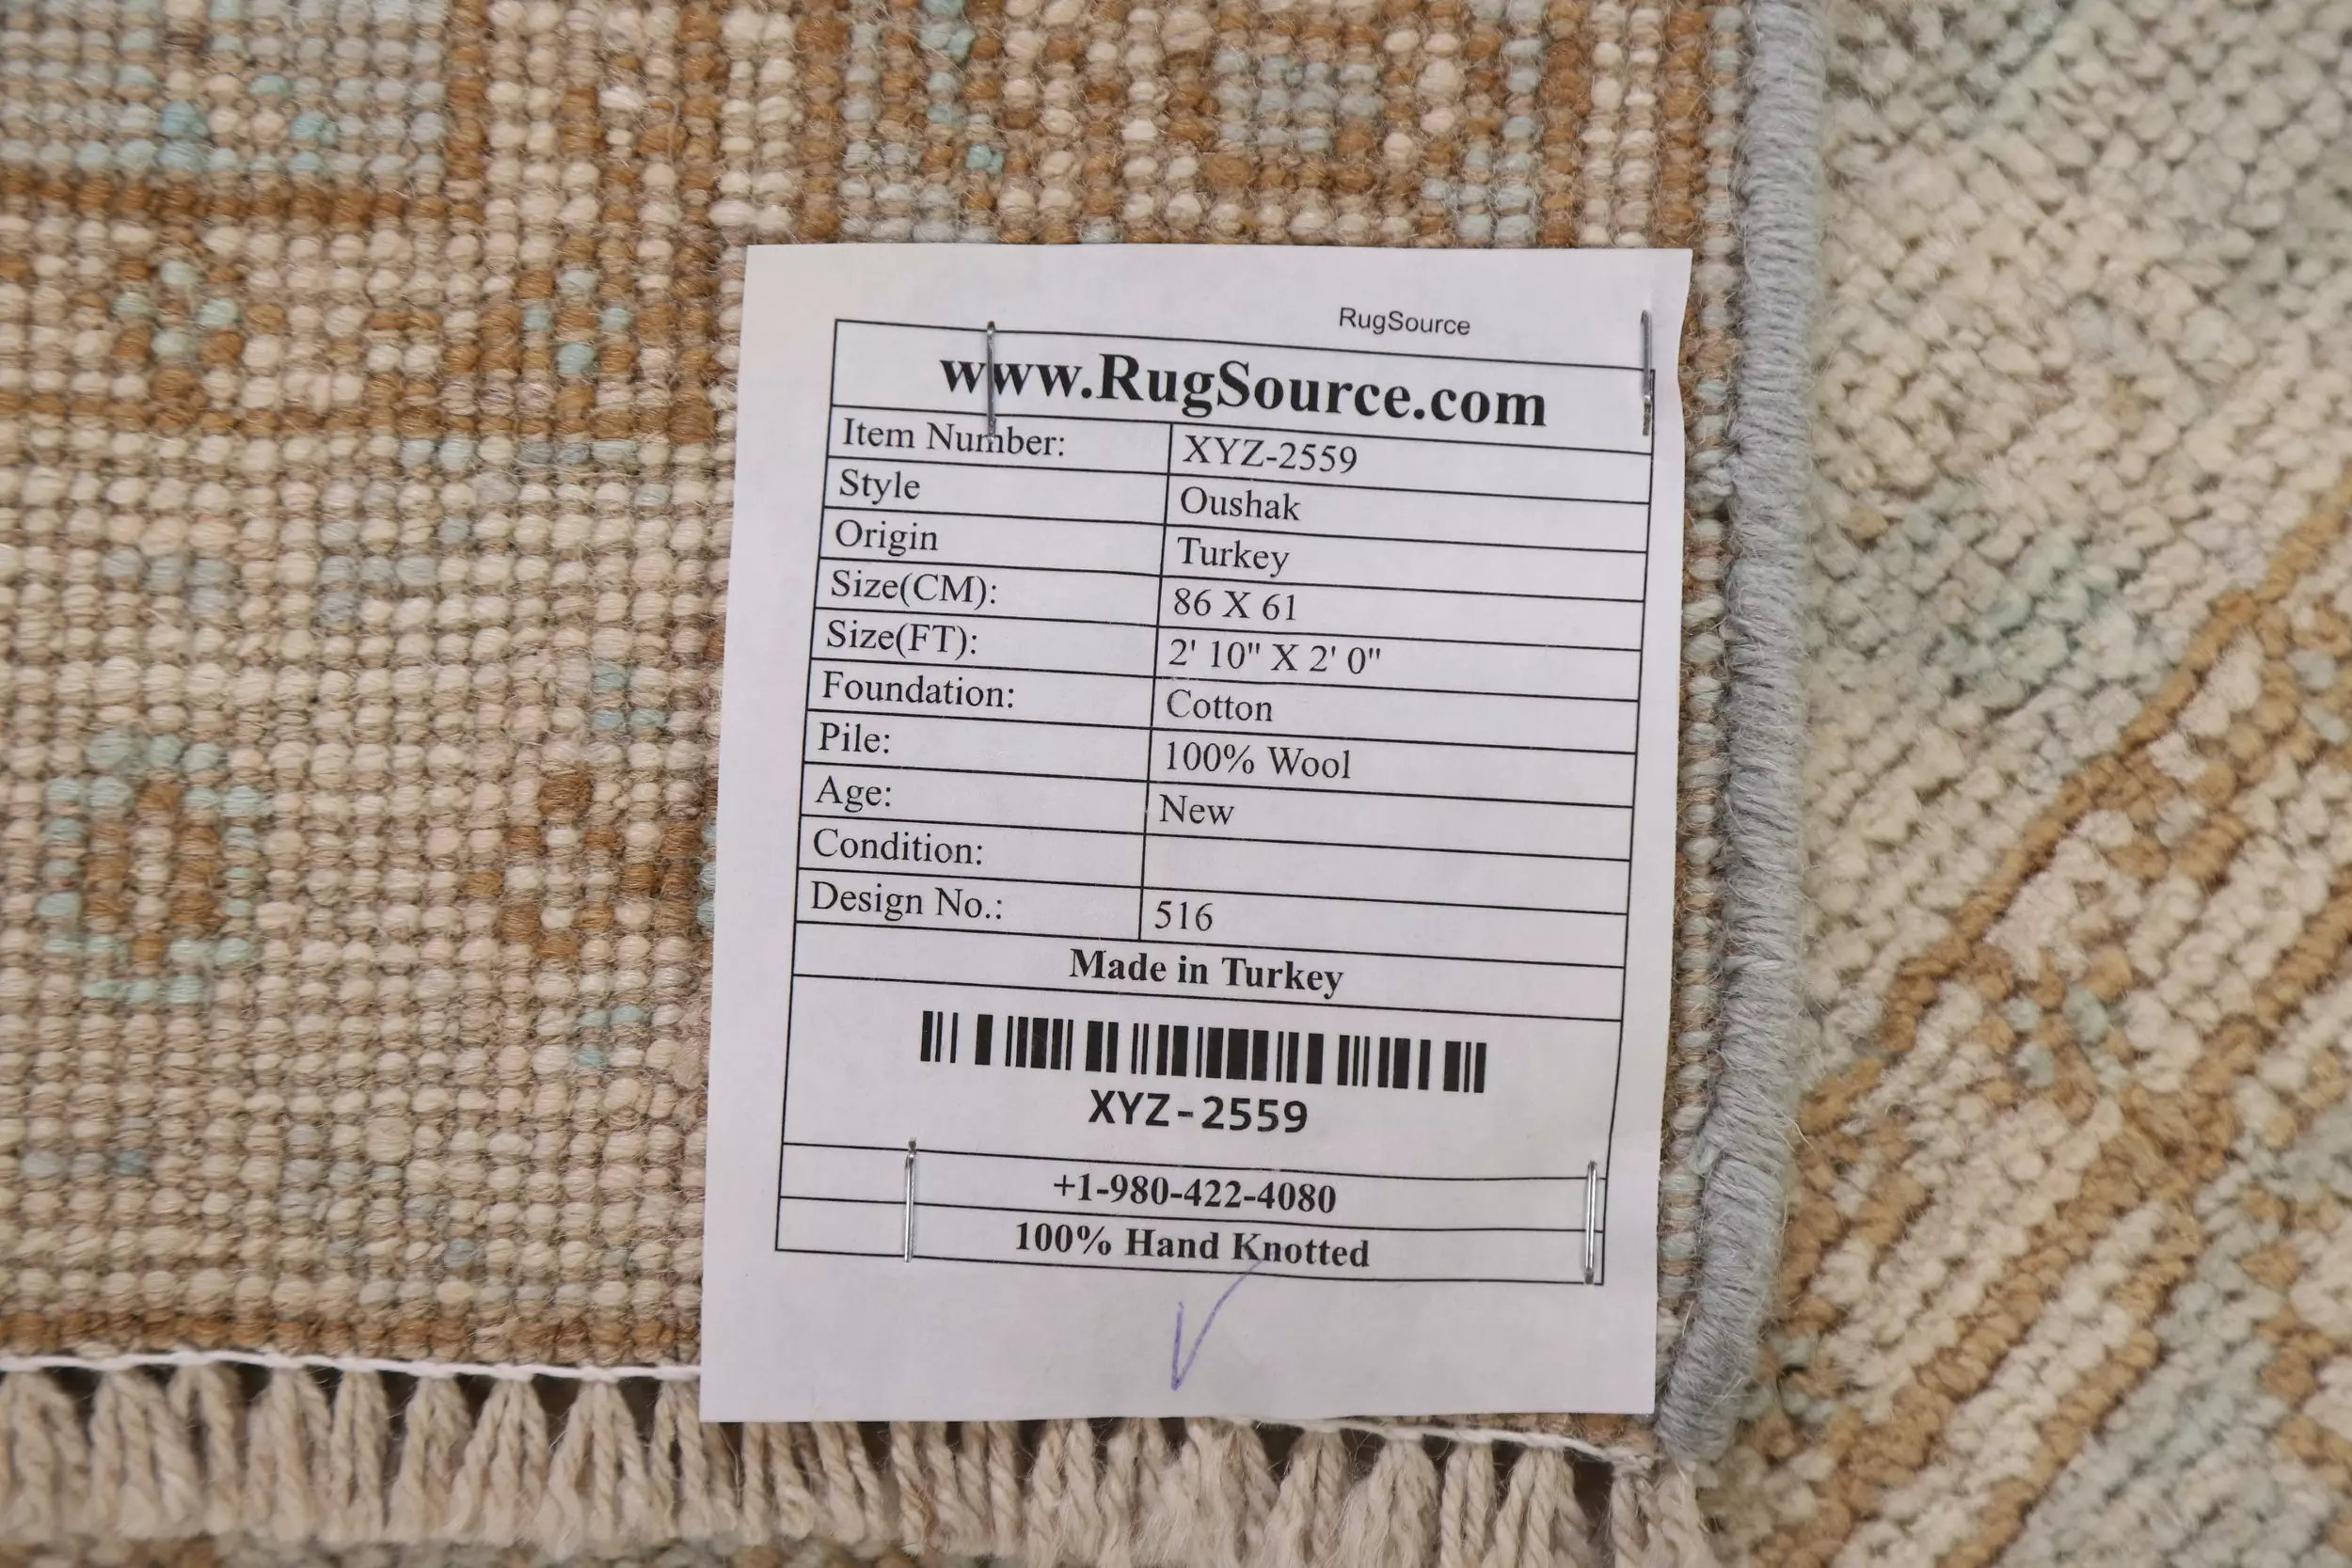 RugSource
www.RugSource.com
Item Number: XYZ-2559
Style Oushak
Origin Turkey
Size(CM): 86 X 61
Size(FT): 2' 10" X 2' 0"
Foundation: Cotton
Pile: 100% Wool
Age: New
Condition:
Design No.: 516
Made in Turkey
XYZ-2559
+1-980-422-4080
100% Hand Knotted